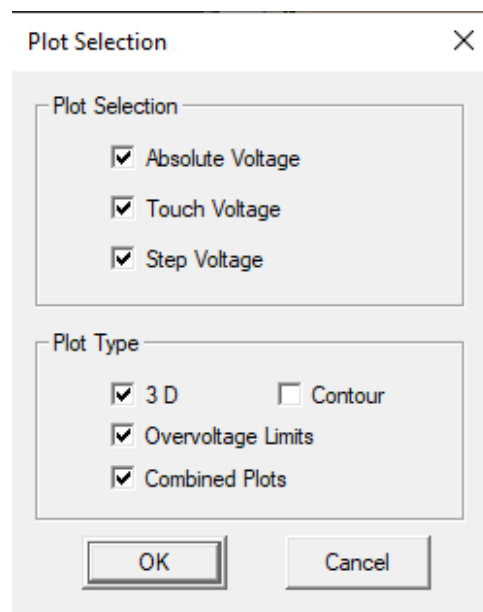 Plot Selection
Plot Selection
Absolute Voltage
Touch Voltage
Step Voltage
Plot Type
3 D Contour
Overvoltage Limits
Combined Plots
OK Cancel